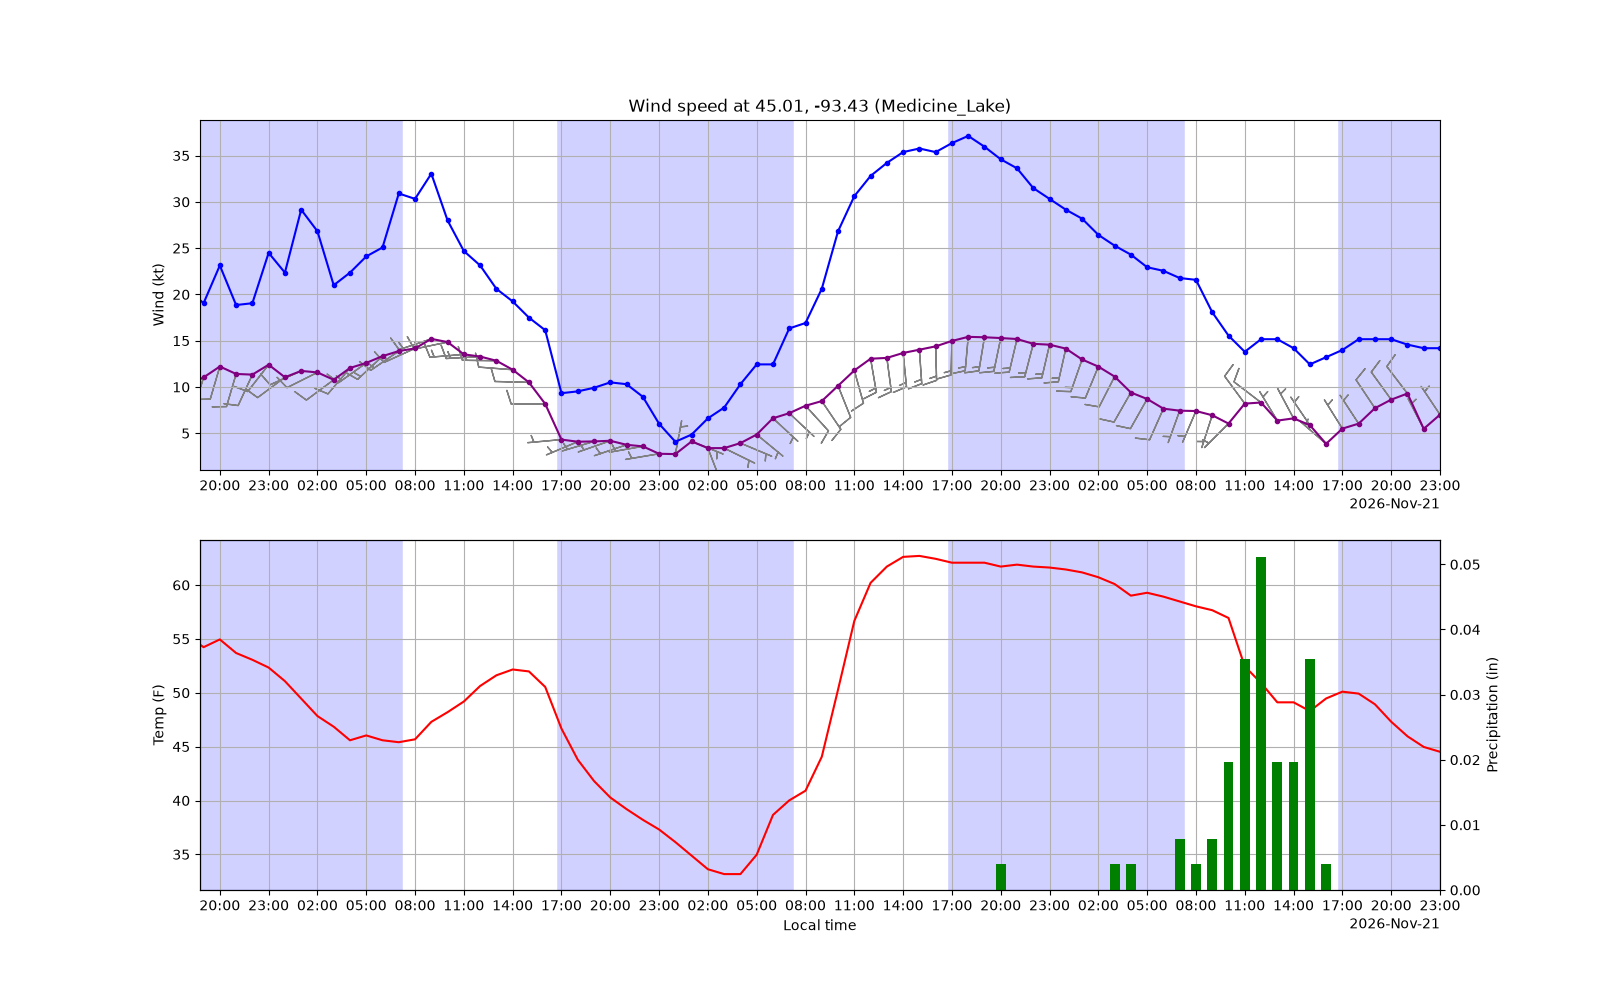 Wind speed at 45.01, -93.43 (Medicine_Lake)
Wind (kt)
35
30
25
20
15
10
5
20:00 23:00 02:00 05:00 08:00 11:00 14:00 17:00 20:00 23:00 02:00 05:00 08:00 11:00 14:00 17:00 20:00 23:00 02:00 05:00 08:00 11:00 14:00 17:00 20:00 23:00
2026-Nov-21
Temp (F)
60
55
50
45
40
35
0.05
0.04
0.03
0.02
0.01
0.00
Precipitation (in)
20:00 23:00 02:00 05:00 08:00 11:00 14:00 17:00 20:00 23:00 02:00 05:00 08:00 11:00 14:00 17:00 20:00 23:00 02:00 05:00 08:00 11:00 14:00 17:00 20:00 23:00
Local time
2026-Nov-21